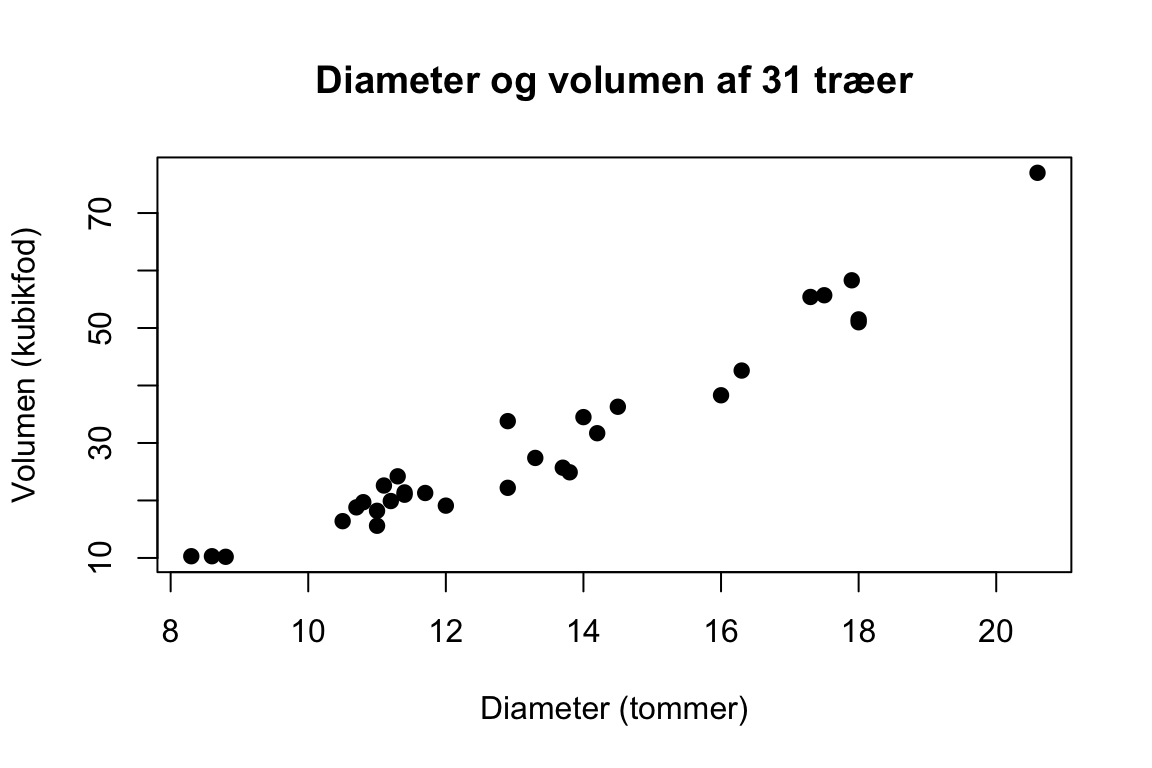 Diameter og volumen af 31 træer
Volumen (kubikfod)
70
50
30
10
8 10 12 14 16 18 20
Diameter (tommer)